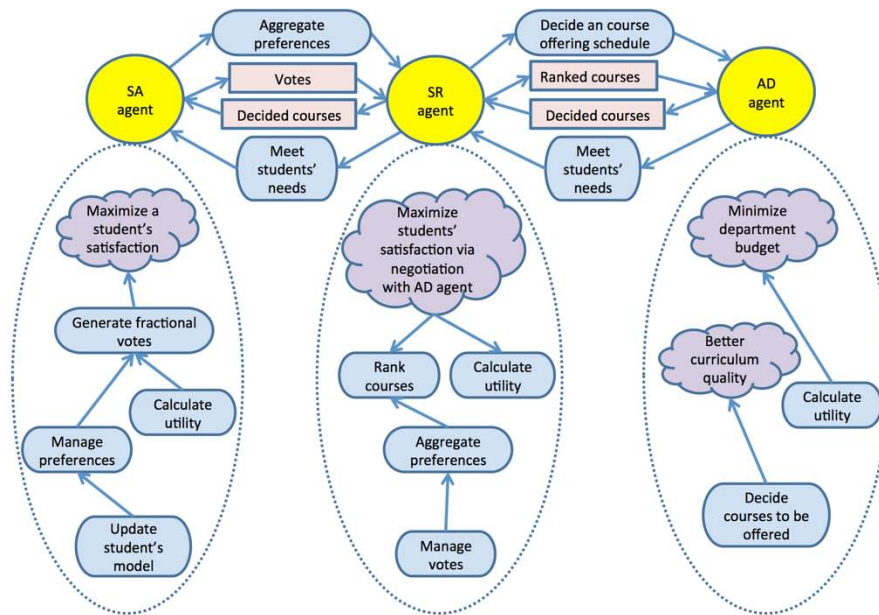 Aggregate
preferences
Decide an course
offering schedule
SA
agent
Votes
SR
agent
Ranked courses
AD
agent
Decided courses
Decided courses
Meet
students'
needs
Meet
students'
needs
Maximize a
student's
satisfaction
Maximize
students'
satisfaction via
negotiation
with AD agent
Minimize
department
budget
Generate fractional
votes
Rank
courses
Calculate
utility
Better
curriculum
quality
Calculate
utility
Calculate
utility
Manage
preferences
Aggregate
preferences
Update
student's
model
Manage
votes
Decide
courses to be
offered